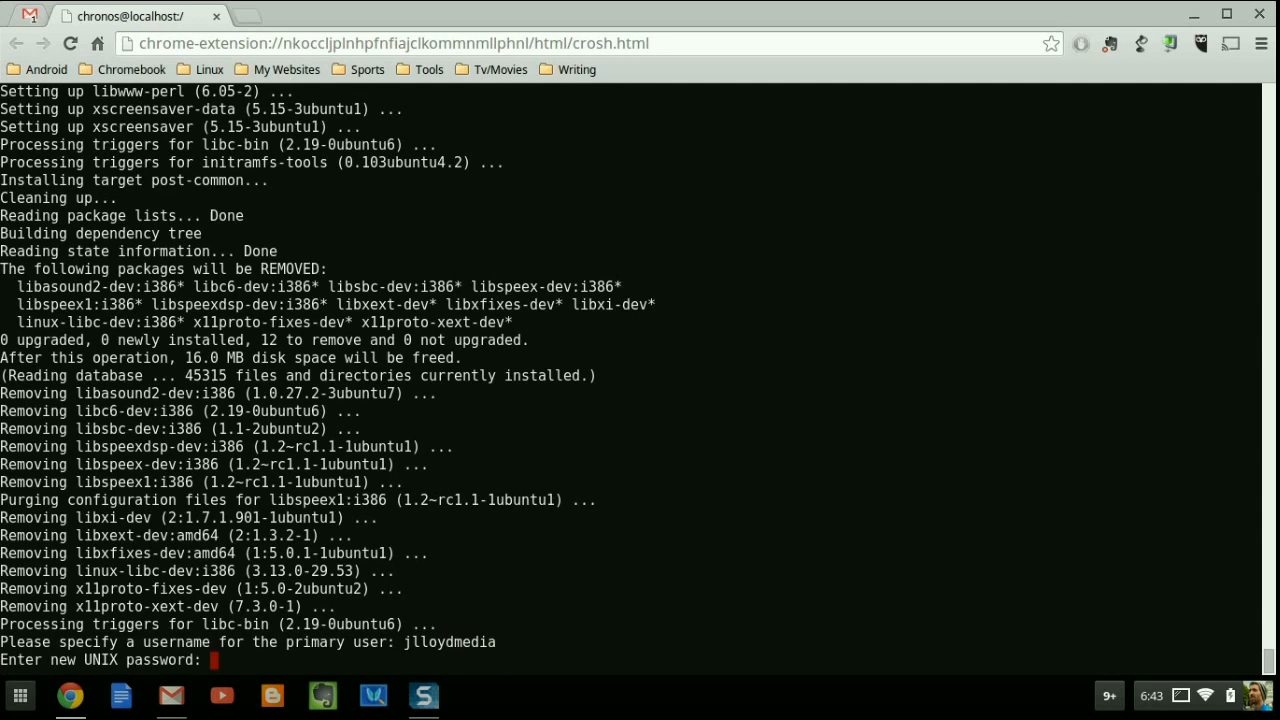 chronos@localhost:/
chrome-extension://nkoccljplnhpfnfiajclkommnmllphnl/html/crosh.html
Android Chromebook Linux My Websites Sports Tools Tv/Movies Writing
Setting up libwww-perl (6.05-2) ...
Setting up xscreensaver-data (5.15-3ubuntu1) ...
Setting up xscreensaver (5.15-3ubuntu1) ...
Processing triggers for libc-bin (2.19-0ubuntu6) ...
Processing triggers for initramfs-tools (0.103ubuntu4.2) ...
Installing target post-common...
Cleaning up...
Reading package lists... Done
Building dependency tree
Reading state information... Done
The following packages will be REMOVED:
  libasound2-dev:i386* libc6-dev:i386* libsbc-dev:i386* libspeex-dev:i386*
  libspeex1:i386* libspeexdsp-dev:i386* libxext-dev* libxfixes-dev* libxi-dev*
  linux-libc-dev:i386* x11proto-fixes-dev* x11proto-xext-dev*
0 upgraded, 0 newly installed, 12 to remove and 0 not upgraded.
After this operation, 16.0 MB disk space will be freed.
(Reading database ... 45315 files and directories currently installed.)
Removing libasound2-dev:i386 (1.0.27.2-3ubuntu7) ...
Removing libc6-dev:i386 (2.19-0ubuntu6) ...
Removing libsbc-dev:i386 (1.1-2ubuntu2) ...
Removing libspeexdsp-dev:i386 (1.2~rc1.1-1ubuntu1) ...
Removing libspeex-dev:i386 (1.2~rc1.1-1ubuntu1) ...
Removing libspeex1:i386 (1.2~rc1.1-1ubuntu1) ...
Purging configuration files for libspeex1:i386 (1.2~rc1.1-1ubuntu1) ...
Removing libxi-dev (2:1.7.1.901-1ubuntu1) ...
Removing libxext-dev:amd64 (2:1.3.2-1) ...
Removing libxfixes-dev:amd64 (1:5.0.1-1ubuntu1) ...
Removing linux-libc-dev:i386 (3.13.0-29.53) ...
Removing x11proto-fixes-dev (1:5.0-2ubuntu2) ...
Removing x11proto-xext-dev (7.3.0-1) ...
Processing triggers for libc-bin (2.19-0ubuntu6) ...
Please specify a username for the primary user: jlloydmedia
Enter new UNIX password:
9+ 6:43